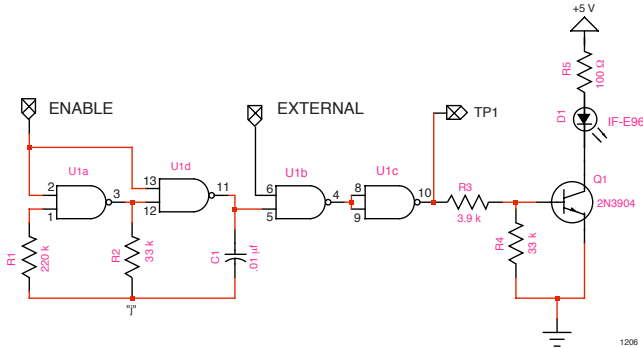 +5 V
R5
100 Ω
D1
IF-E96
ENABLE
EXTERNAL
TP1
U1a
U1d
U1b
U1c
Q1
2N3904
2
1
3
13
12
11
6
5
4
8
9
10
R3
3.9 k
R1
220 k
R2
33 k
C1
.01 µf
R4
33 k
"j"
1206